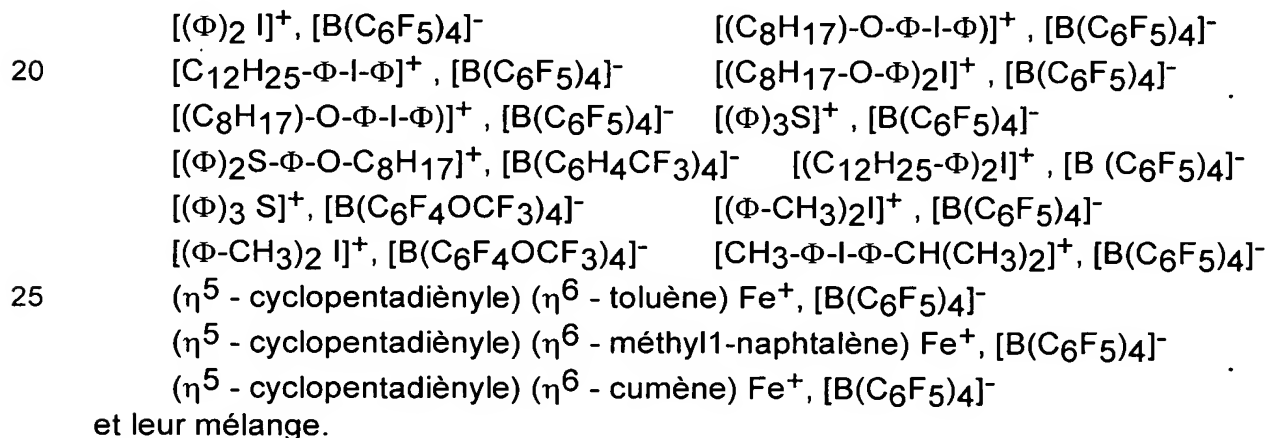 [(Φ)2 I]+, [B(C6F5)4]- [(C8H17)-O-Φ-I-Φ)]+ , [B(C6F5)4]-
20 [C12H25-Φ-I-Φ]+ , [B(C6F5)4]- [(C8H17-O-Φ)2I]+ , [B(C6F5)4]-
[(C8H17)-O-Φ-I-Φ)]+ , [B(C6F5)4]- [(Φ)3S]+ , [B(C6F5)4]-
[(Φ)2S-Φ-O-C8H17]+, [B(C6H4CF3)4]- [(C12H25-Φ)2I]+ , [B (C6F5)4]-
[(Φ)3 S]+, [B(C6F4OCF3)4]- [(Φ-CH3)2I]+ , [B(C6F5)4]-
[(Φ-CH3)2 I]+, [B(C6F4OCF3)4]- [CH3-Φ-I-Φ-CH(CH3)2]+, [B(C6F5)4]-
25 (η5 - cyclopentadiènyle) (η6 - toluène) Fe+, [B(C6F5)4]-
(η5 - cyclopentadiènyle) (η6 - méthyl1-naphtalène) Fe+, [B(C6F5)4]-
(η5 - cyclopentadiènyle) (η6 - cumène) Fe+, [B(C6F5)4]-
et leur mélange.